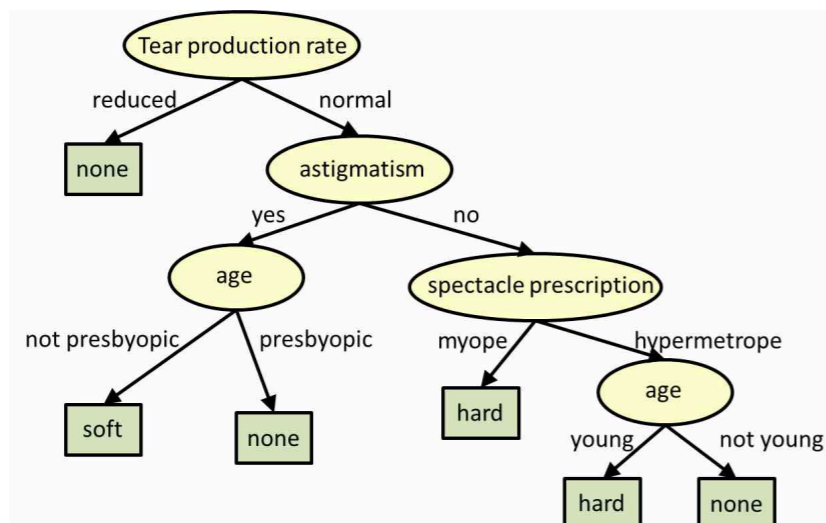 Tear production rate
reduced
normal
none
astigmatism
yes
no
age
spectacle prescription
not presbyopic
presbyopic
myope
hypermetrope
soft
none
hard
age
young
not young
hard
none